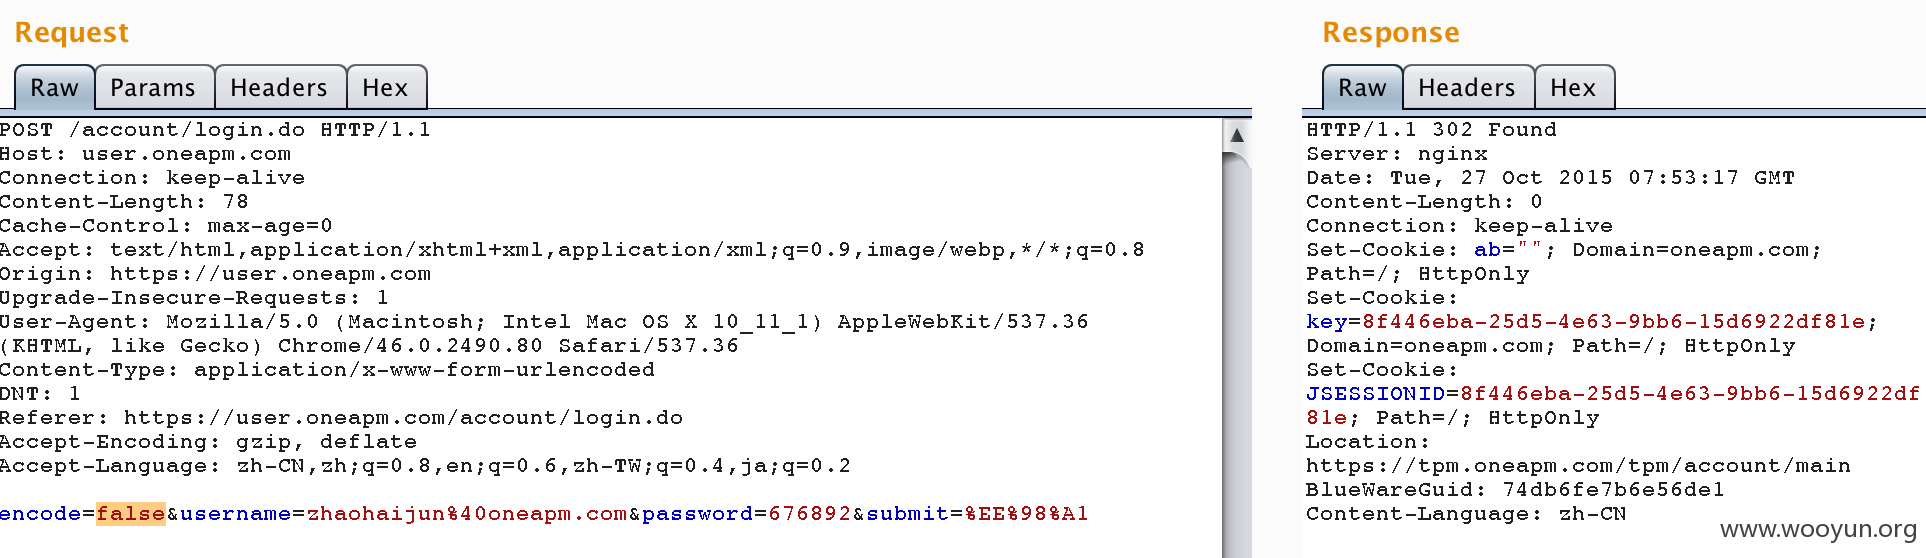 Request
Raw Params Headers Hex
POST /account/login.do HTTP/1.1
Host: user.oneapm.com
Connection: keep-alive
Content-Length: 78
Cache-Control: max-age=0
Accept: text/html,application/xhtml+xml,application/xml;q=0.9,image/webp,*/*;q=0.8
Origin: https://user.oneapm.com
Upgrade-Insecure-Requests: 1
User-Agent: Mozilla/5.0 (Macintosh; Intel Mac OS X 10_11_1) AppleWebKit/537.36
(KHTML, like Gecko) Chrome/46.0.2490.80 Safari/537.36
Content-Type: application/x-www-form-urlencoded
DNT: 1
Referer: https://user.oneapm.com/account/login.do
Accept-Encoding: gzip, deflate
Accept-Language: zh-CN,zh;q=0.8,en;q=0.6,zh-TW;q=0.4,ja;q=0.2
encode=false&username=zhaohaijun%40oneapm.com&password=676892&submit=%EE%98%A1
Response
Raw Headers Hex
HTTP/1.1 302 Found
Server: nginx
Date: Tue, 27 Oct 2015 07:53:17 GMT
Content-Length: 0
Connection: keep-alive
Set-Cookie: ab=""; Domain=oneapm.com;
Path=/; HttpOnly
Set-Cookie:
key=8f446eba-25d5-4e63-9bb6-15d6922df81e;
Domain=oneapm.com; Path=/; HttpOnly
Set-Cookie:
JSESSIONID=8f446eba-25d5-4e63-9bb6-15d6922df
81e; Path=/; HttpOnly
Location:
https://tpm.oneapm.com/tpm/account/main
BlueWareGuid: 74db6fe7b6e56de1
Content-Language: zh-CN
www.wooyun.org